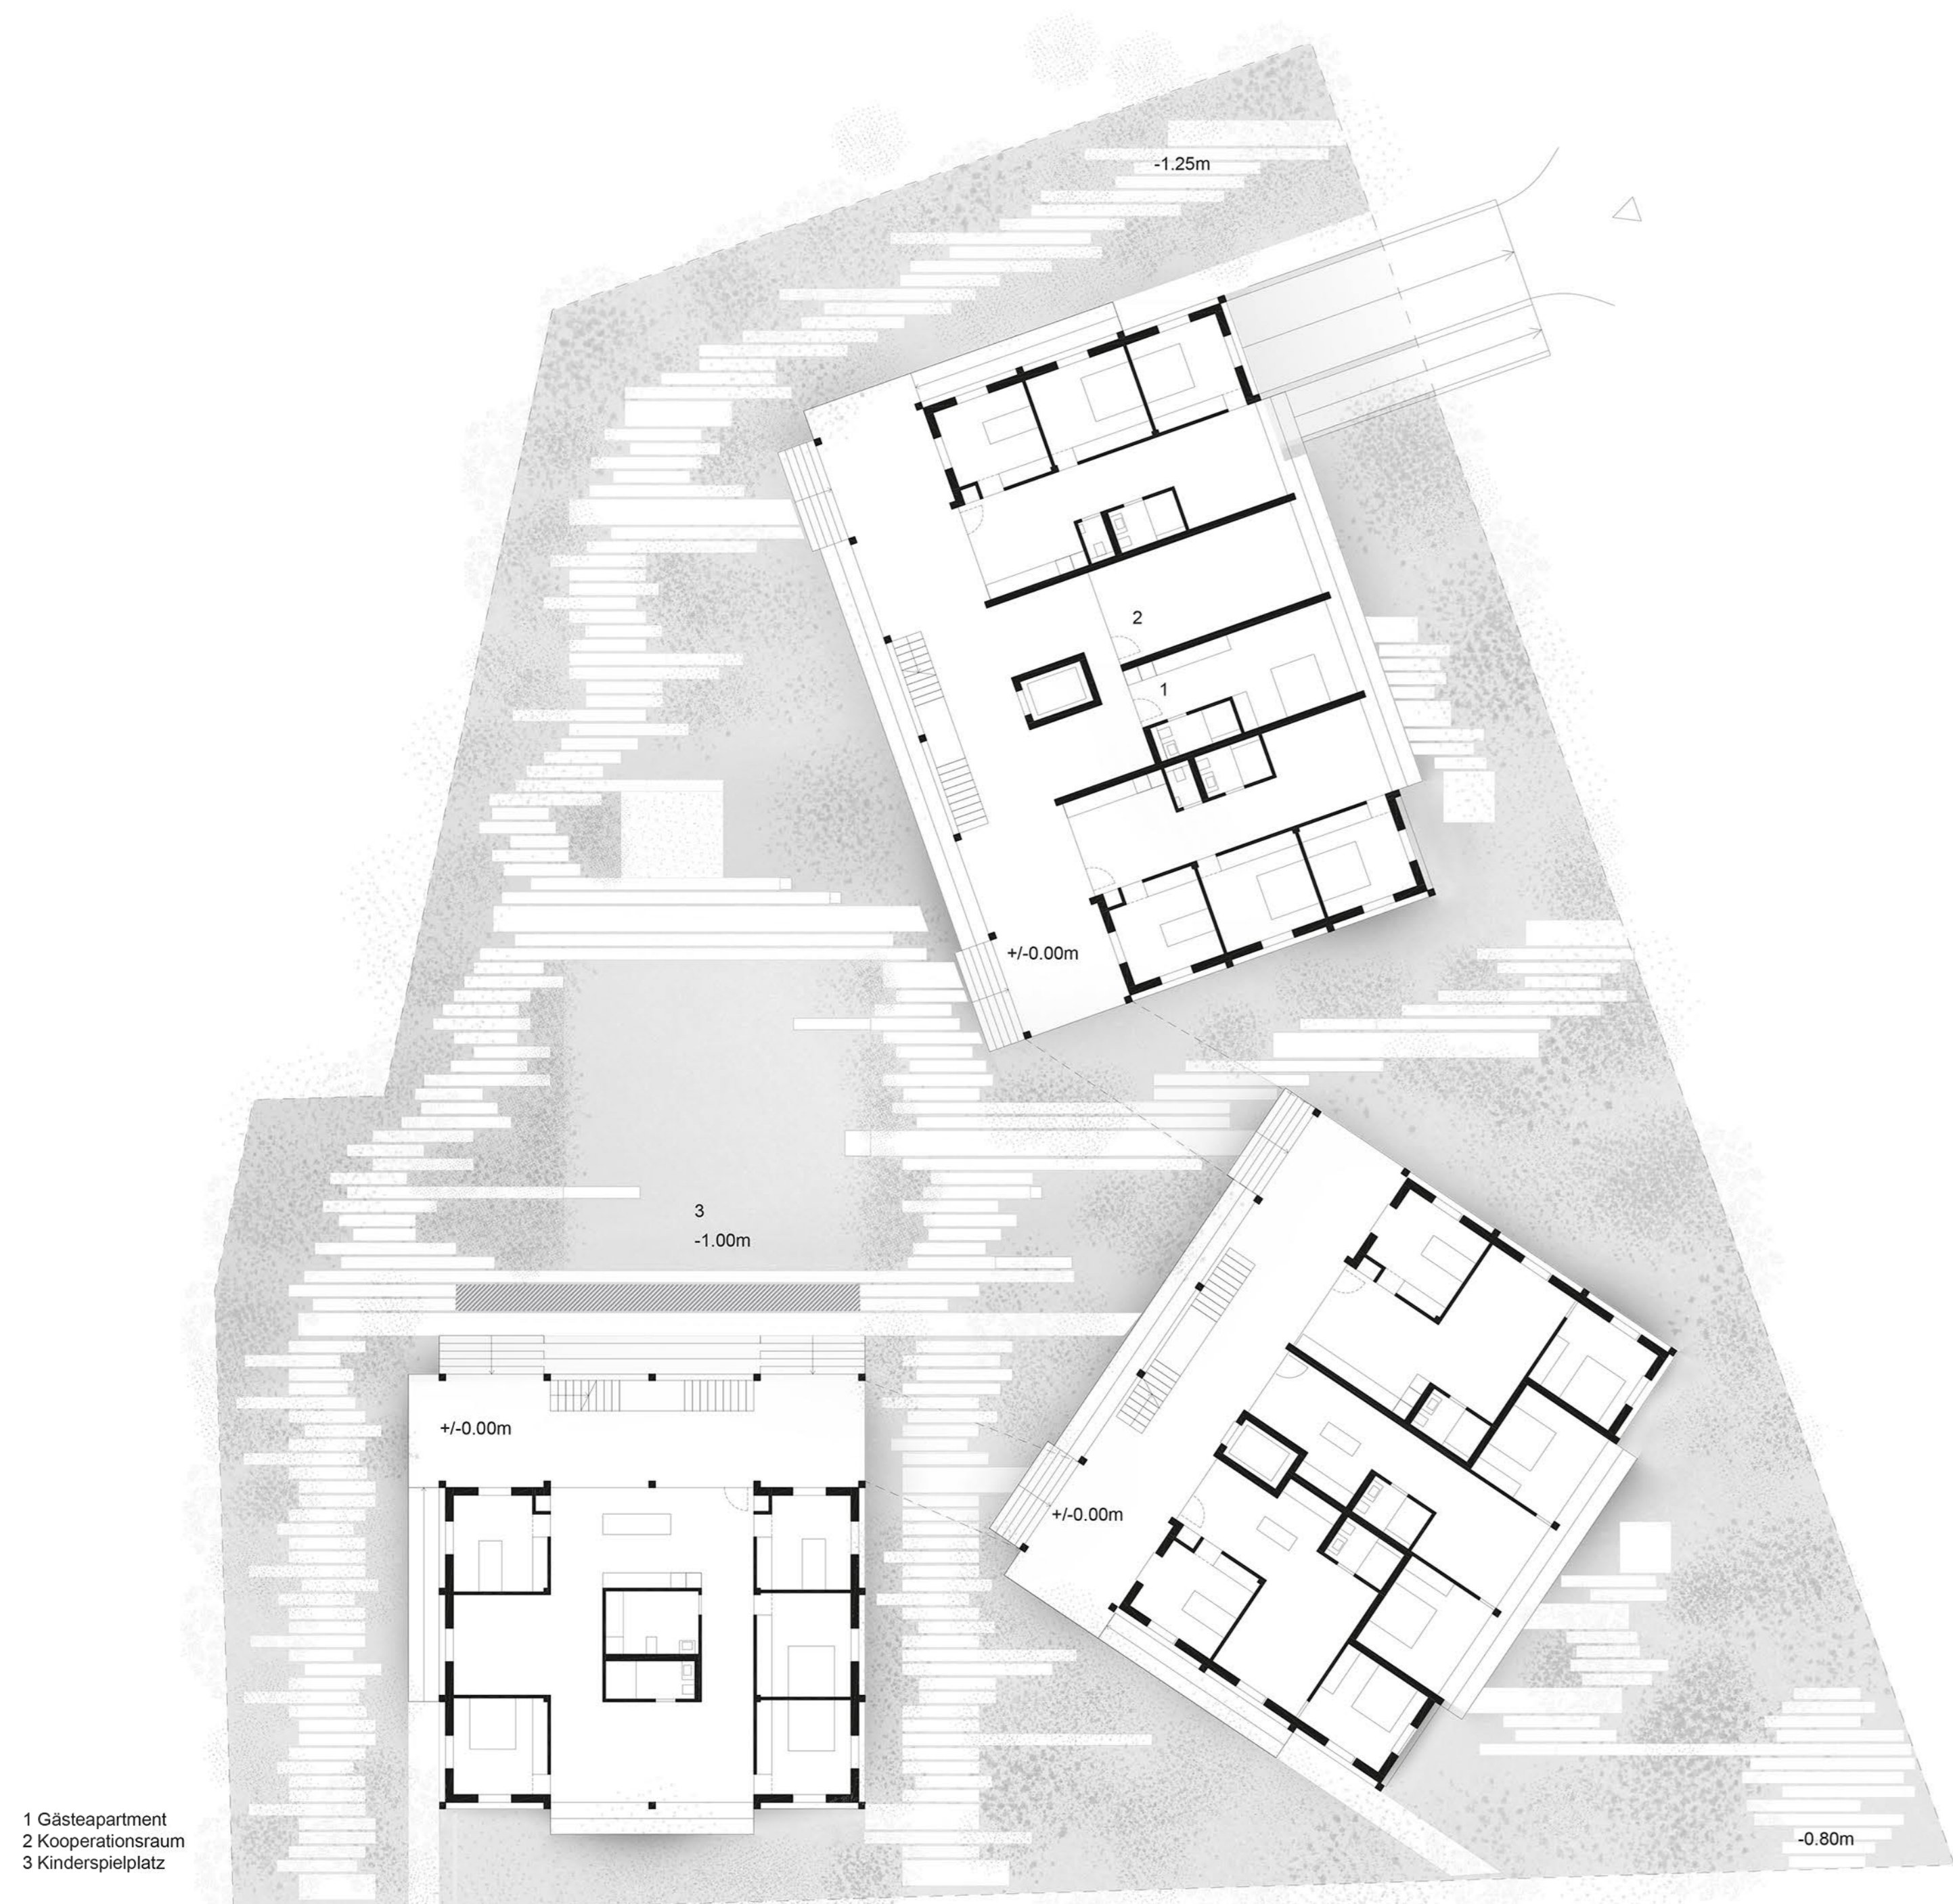 -1.25m
2
1
+/-0.00m
3
-1.00m
+/-0.00m
+/-0.00m
1 Gästeapartment
2 Kooperationsraum
3 Kinderspielplatz
-0.80m